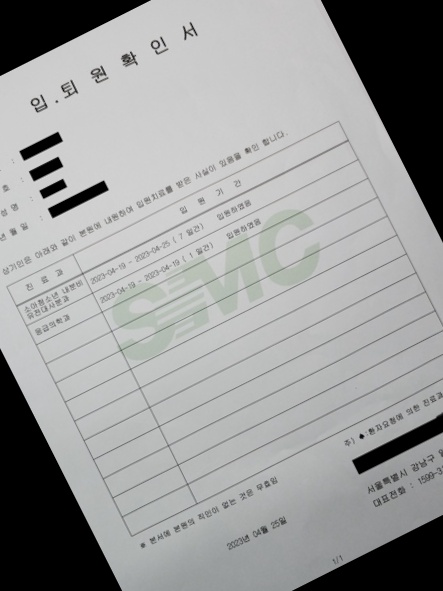 입.퇴 원 확 인 서
:
호 :
성명 :
년 월 일 :
상기인은 아래와 같이 본원에 내원하여 입원치료를 받은 사실이 있음을 확인 합니다.
진 료 과
입 원 기 간
소아청소년 내분비
유전대사분과
2023-04-19 - 2023-04-25 ( 7 일간) 입원하였음
응급의학과
2023-04-19 - 2023-04-19 ( 1 일간) 입원하였음
SMC
주) ♠:환자요청에 의한 진료과
※ 본서에 본원의 직인이 없는 것은 무효임
서울특별시 강남구
대표전화 : 1599-3
2023년 04월 25일
1/1